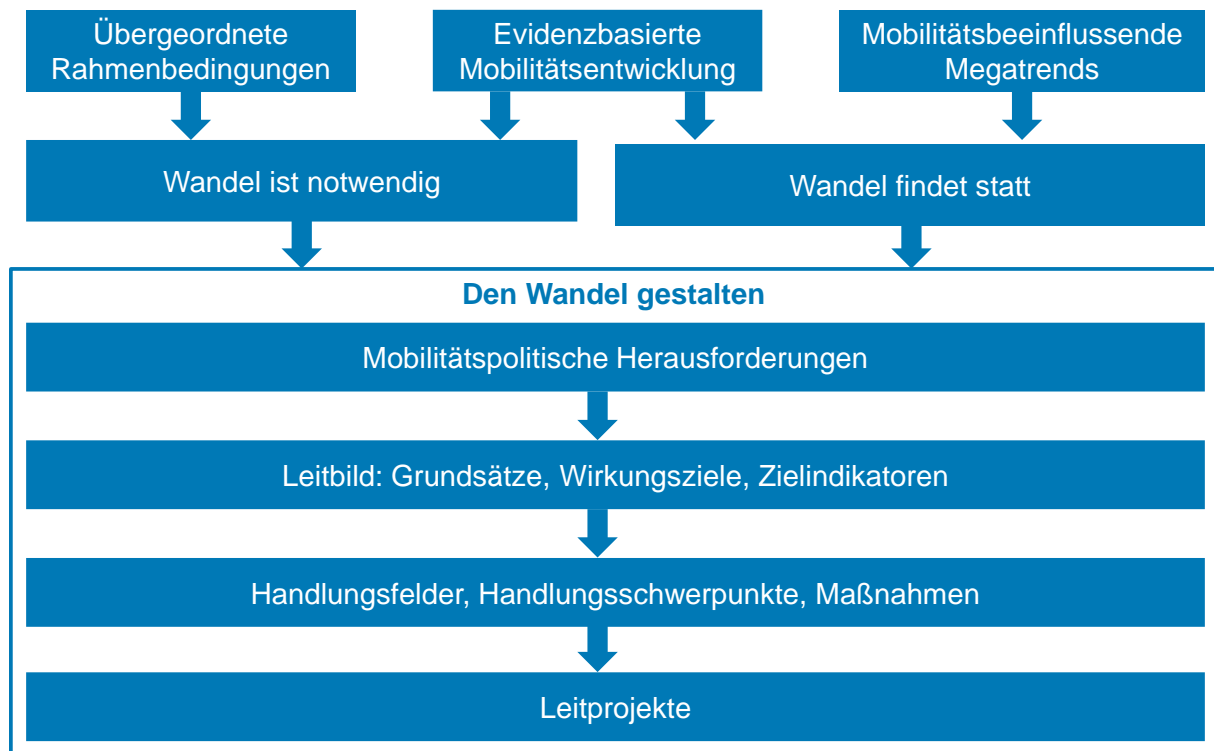 Übergeordnete
Rahmenbedingungen
Evidenzbasierte
Mobilitätsentwicklung
Mobilitätsbeeinflussende
Megatrends
Wandel ist notwendig
Wandel findet statt
Den Wandel gestalten
Mobilitätspolitische Herausforderungen
Leitbild: Grundsätze, Wirkungsziele, Zielindikatoren
Handlungsfelder, Handlungsschwerpunkte, Maßnahmen
Leitprojekte